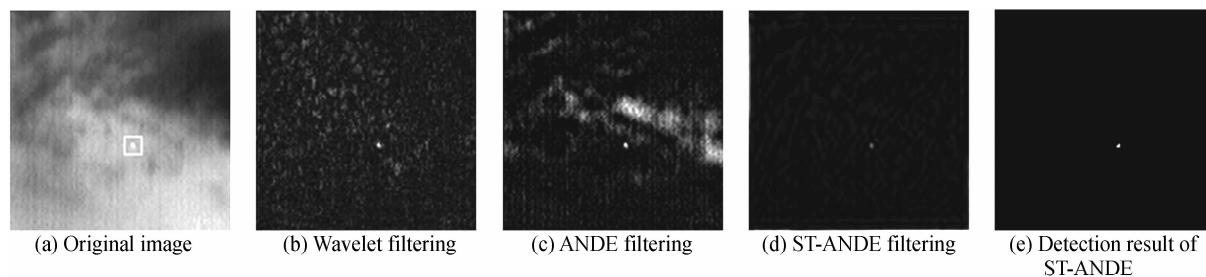 (a) Original image
(b) Wavelet filtering
(c) ANDE filtering
(d) ST-ANDE filtering
(e) Detection result of
ST-ANDE